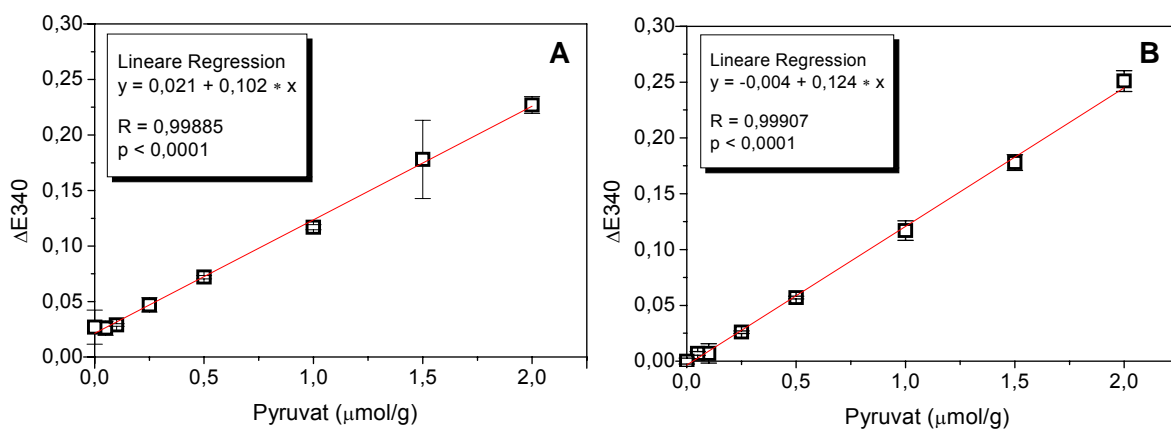 A
Lineare Regression
y = 0,021 + 0,102 * x
R = 0,99885
p < 0,0001
0,30
0,25
0,20
0,15
0,10
0,05
0,00
ΔE340
0,0 0,5 1,0 1,5 2,0
Pyruvat (μmol/g)
B
Lineare Regression
y = -0,004 + 0,124 * x
R = 0,99907
p < 0,0001
0,30
0,25
0,20
0,15
0,10
0,05
0,00
ΔE340
0,0 0,5 1,0 1,5 2,0
Pyruvat (μmol/g)